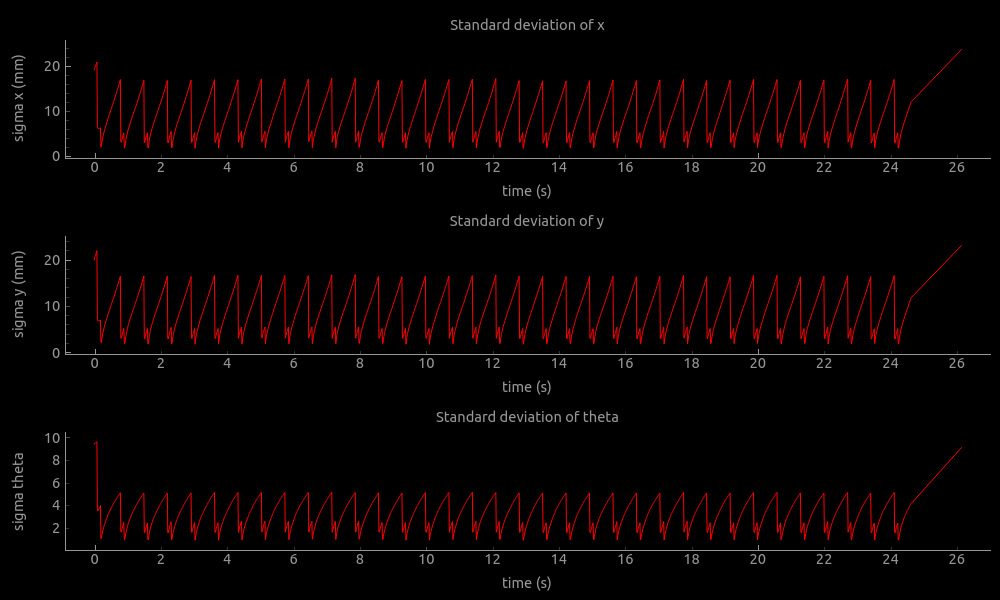 Standard deviation of x
sigma x (mm)
20
10
0
0 2 4 6 8 10 12 14 16 18 20 22 24 26
time (s)
Standard deviation of y
sigma y (mm)
20
10
0
0 2 4 6 8 10 12 14 16 18 20 22 24 26
time (s)
Standard deviation of theta
sigma theta
10
8
6
4
2
0 2 4 6 8 10 12 14 16 18 20 22 24 26
time (s)